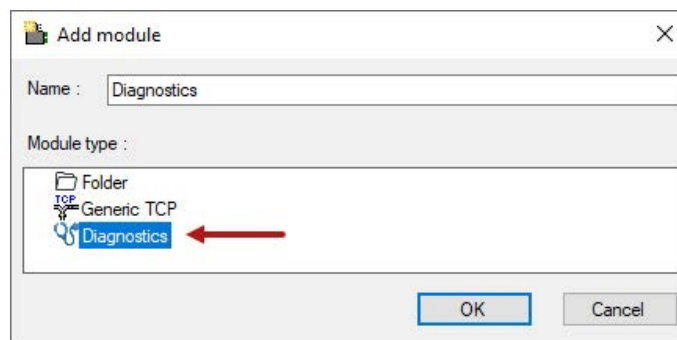 Add module
Name : Diagnostics
Module type :
Folder
TCP
Generic TCP
Diagnostics
OK Cancel